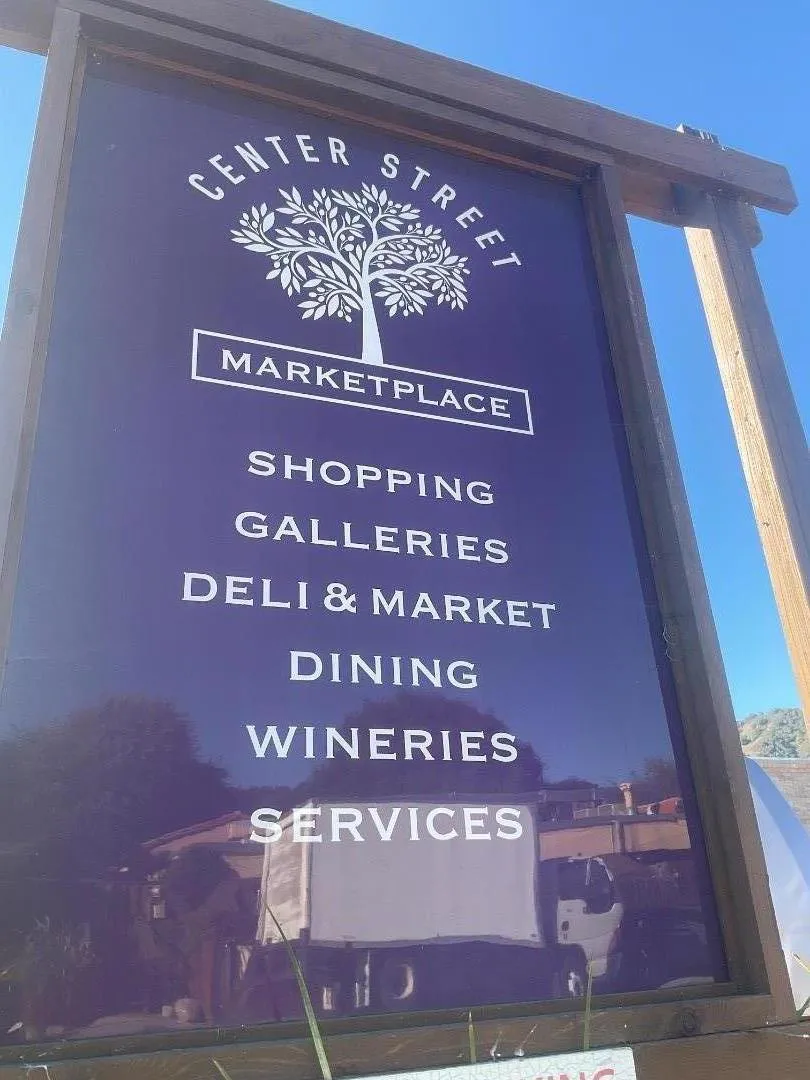 CENTER STREET
MARKETPLACE
SHOPPING
GALLERIES
DELI & MARKET
DINING
WINERIES
SERVICES